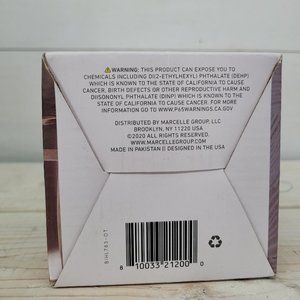 ⚠ WARNING: THIS PRODUCT CAN EXPOSE YOU TO
CHEMICALS INCLUDING DI(2-ETHYLHEXYL) PHTHALATE (DEHP)
WHICH IS KNOWN TO THE STATE OF CALIFORNIA TO CAUSE
CANCER, BIRTH DEFECTS OR OTHER REPRODUCTIVE HARM AND
DIISONONYL PHTHALATE (DINP) WHICH IS KNOWN TO THE
STATE OF CALIFORNIA TO CAUSE CANCER. FOR MORE
INFORMATION GO TO WWW.P65WARNINGS.CA.GOV
DISTRIBUTED BY MARCELLE GROUP, LLC
BROOKLYN, NY 11220 USA
©2020 ALL RIGHTS RESERVED.
WWW.MARCELLEGROUP.COM
MADE IN PAKISTAN || DESIGNED IN THE USA
BIHL763-OT
8 10033 21200 0